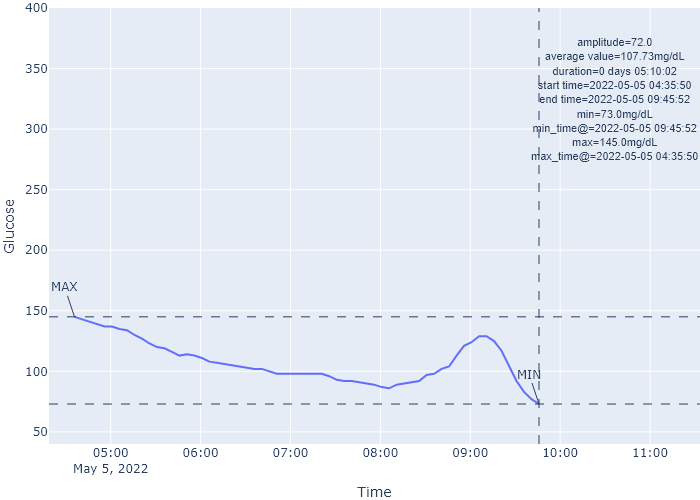 400
350
300
250
200
150
100
50
Glucose
amplitude=72.0
average value=107.73mg/dL
duration=0 days 05:10:02
start time=2022-05-05 04:35:50
end time=2022-05-05 09:45:52
min=73.0mg/dL
min_time@=2022-05-05 09:45:52
max=145.0mg/dL
max_time@=2022-05-05 04:35:50
MAX
MIN
05:00 06:00 07:00 08:00 09:00 10:00 11:00
May 5, 2022
Time